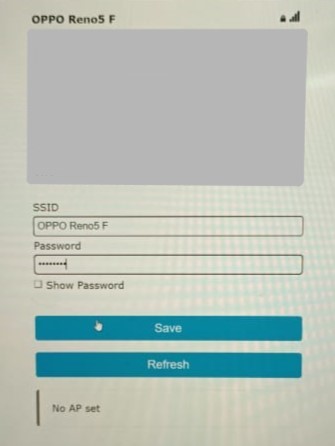 OPPO Reno5 F
SSID
OPPO Reno5 F
Password
••••••••
Show Password
Save
Refresh
No AP set